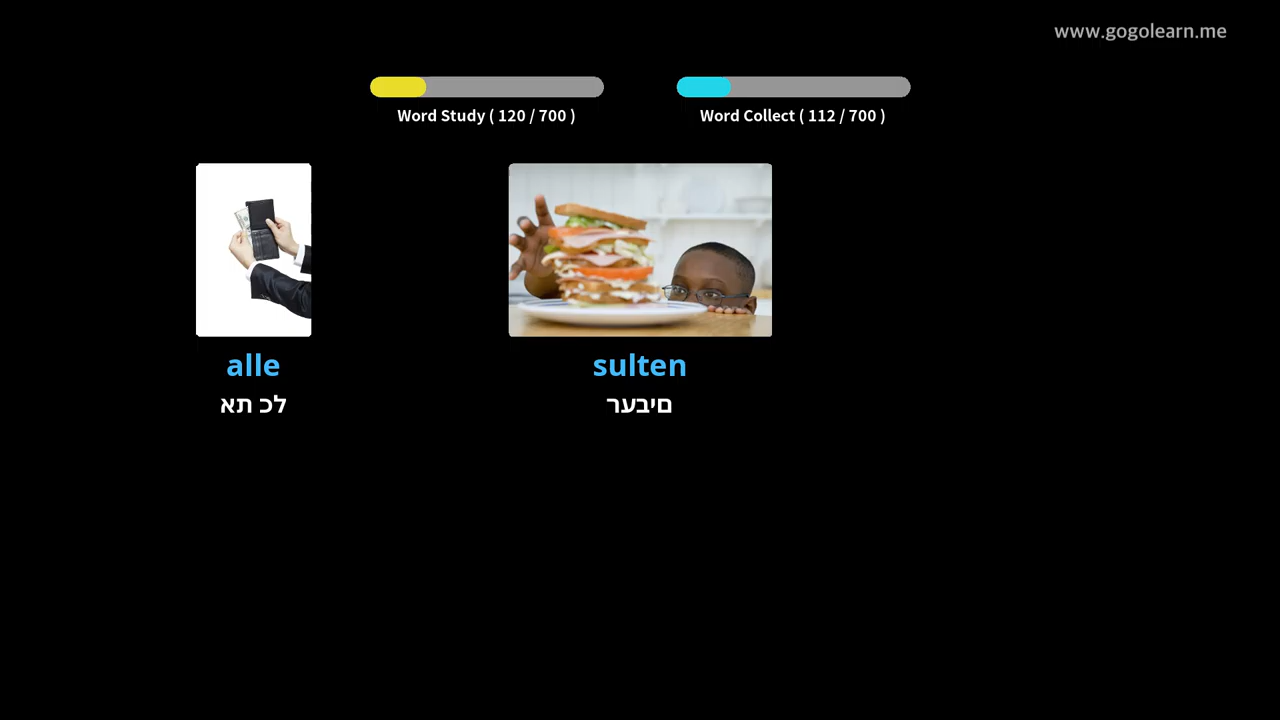 www.gogolearn.me
Word Study ( 120 / 700 )
Word Collect ( 112 / 700 )
alle
לכ תא
sulten
םיבער